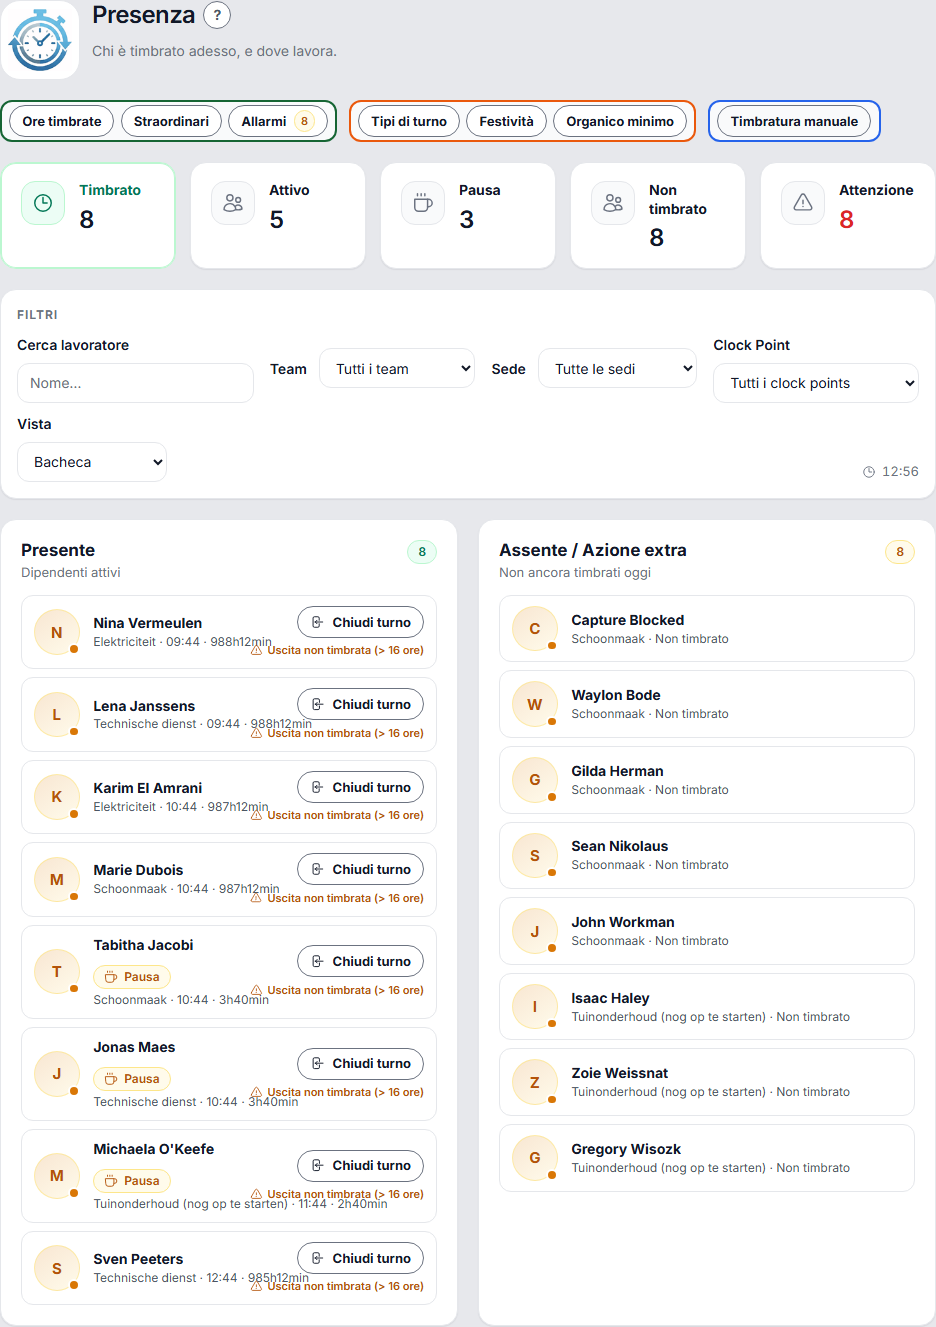 Presenza ?
Chi è timbrato adesso, e dove lavora.
Ore timbrate Straordinari Allarmi 8 Tipi di turno Festività Organico minimo Timbratura manuale
Timbrato
8
Attivo
5
Pausa
3
Non
timbrato
8
Attenzione
8
FILTRI
Cerca lavoratore
Nome...
Team Tutti i team
Sede Tutte le sedi
Clock Point
Tutti i clock points
Vista
Bacheca
12:56
Presente 8
Dipendenti attivi
N Nina Vermeulen Chiudi turno
Elektriciteit · 09:44 · 988h12min
Uscita non timbrata (> 16 ore)
L Lena Janssens Chiudi turno
Technische dienst · 09:44 · 988h12min
Uscita non timbrata (> 16 ore)
K Karim El Amrani Chiudi turno
Elektriciteit · 10:44 · 987h12min
Uscita non timbrata (> 16 ore)
M Marie Dubois Chiudi turno
Schoonmaak · 10:44 · 987h12min
Uscita non timbrata (> 16 ore)
T Tabitha Jacobi Chiudi turno
Pausa
Uscita non timbrata (> 16 ore)
Schoonmaak · 10:44 · 3h40min
J Jonas Maes Chiudi turno
Pausa
Uscita non timbrata (> 16 ore)
Technische dienst · 10:44 · 3h40min
M Michaela O'Keefe Chiudi turno
Pausa
Uscita non timbrata (> 16 ore)
Tuinonderhoud (nog op te starten) · 11:44 · 2h40min
S Sven Peeters Chiudi turno
Technische dienst · 12:44 · 985h12min
Uscita non timbrata (> 16 ore)
Assente / Azione extra 8
Non ancora timbrati oggi
C Capture Blocked
Schoonmaak · Non timbrato
W Waylon Bode
Schoonmaak · Non timbrato
G Gilda Herman
Schoonmaak · Non timbrato
S Sean Nikolaus
Schoonmaak · Non timbrato
J John Workman
Schoonmaak · Non timbrato
I Isaac Haley
Tuinonderhoud (nog op te starten) · Non timbrato
Z Zoie Weissnat
Tuinonderhoud (nog op te starten) · Non timbrato
G Gregory Wisozk
Tuinonderhoud (nog op te starten) · Non timbrato